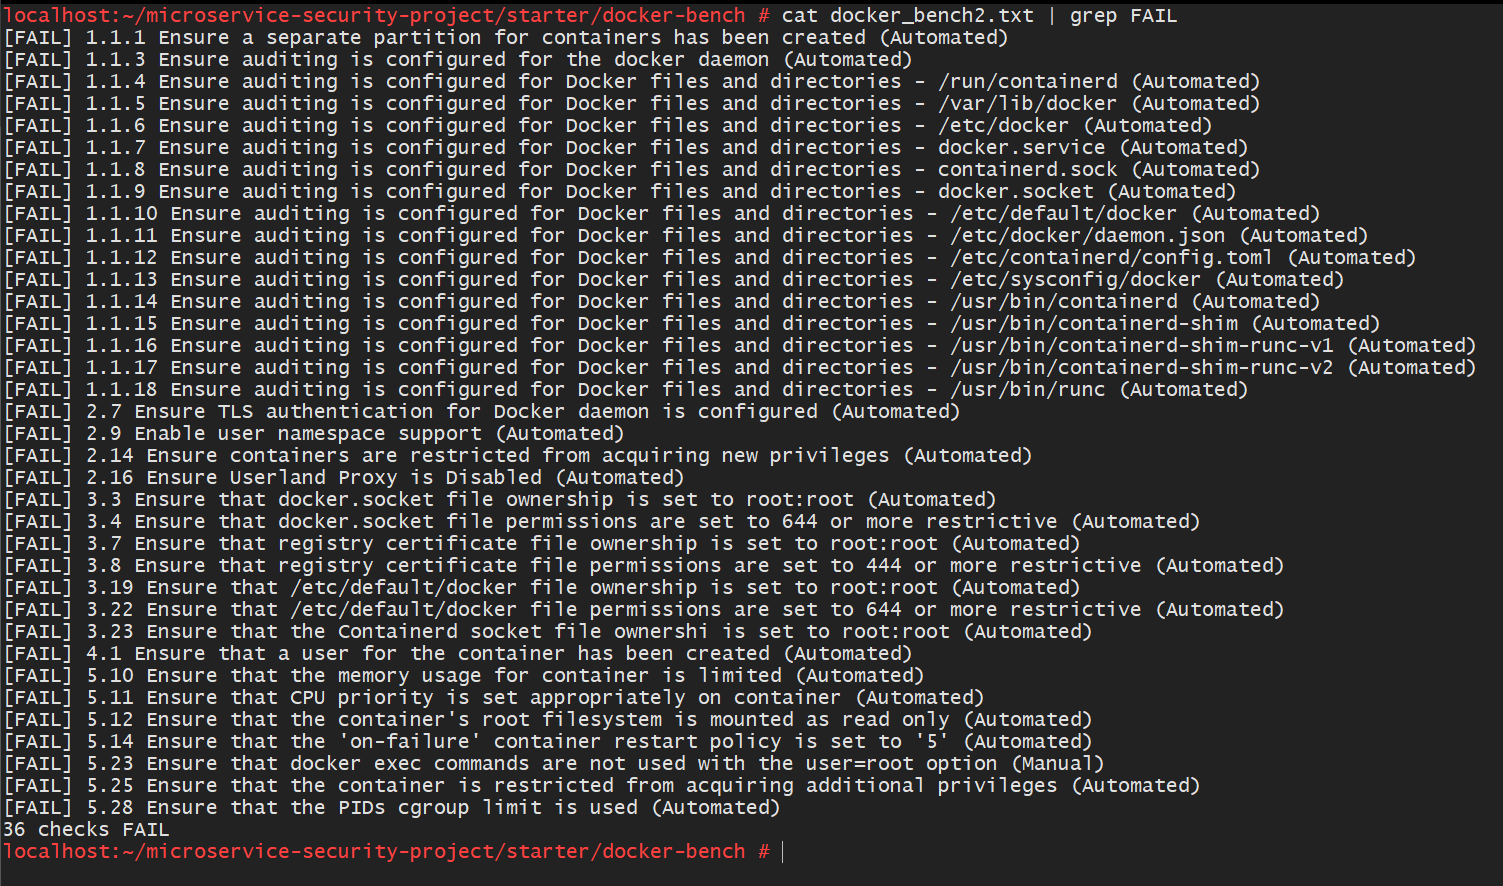 localhost:~/microservice-security-project/starter/docker-bench # cat docker_bench2.txt | grep FAIL
[FAIL] 1.1.1 Ensure a separate partition for containers has been created (Automated)
[FAIL] 1.1.3 Ensure auditing is configured for the docker daemon (Automated)
[FAIL] 1.1.4 Ensure auditing is configured for Docker files and directories - /run/containerd (Automated)
[FAIL] 1.1.5 Ensure auditing is configured for Docker files and directories - /var/lib/docker (Automated)
[FAIL] 1.1.6 Ensure auditing is configured for Docker files and directories - /etc/docker (Automated)
[FAIL] 1.1.7 Ensure auditing is configured for Docker files and directories - docker.service (Automated)
[FAIL] 1.1.8 Ensure auditing is configured for Docker files and directories - containerd.sock (Automated)
[FAIL] 1.1.9 Ensure auditing is configured for Docker files and directories - docker.socket (Automated)
[FAIL] 1.1.10 Ensure auditing is configured for Docker files and directories - /etc/default/docker (Automated)
[FAIL] 1.1.11 Ensure auditing is configured for Docker files and directories - /etc/docker/daemon.json (Automated)
[FAIL] 1.1.12 Ensure auditing is configured for Docker files and directories - /etc/containerd/config.toml (Automated)
[FAIL] 1.1.13 Ensure auditing is configured for Docker files and directories - /etc/sysconfig/docker (Automated)
[FAIL] 1.1.14 Ensure auditing is configured for Docker files and directories - /usr/bin/containerd (Automated)
[FAIL] 1.1.15 Ensure auditing is configured for Docker files and directories - /usr/bin/containerd-shim (Automated)
[FAIL] 1.1.16 Ensure auditing is configured for Docker files and directories - /usr/bin/containerd-shim-runc-v1 (Automated)
[FAIL] 1.1.17 Ensure auditing is configured for Docker files and directories - /usr/bin/containerd-shim-runc-v2 (Automated)
[FAIL] 1.1.18 Ensure auditing is configured for Docker files and directories - /usr/bin/runc (Automated)
[FAIL] 2.7 Ensure TLS authentication for Docker daemon is configured (Automated)
[FAIL] 2.9 Enable user namespace support (Automated)
[FAIL] 2.14 Ensure containers are restricted from acquiring new privileges (Automated)
[FAIL] 2.16 Ensure Userland Proxy is Disabled (Automated)
[FAIL] 3.3 Ensure that docker.socket file ownership is set to root:root (Automated)
[FAIL] 3.4 Ensure that docker.socket file permissions are set to 644 or more restrictive (Automated)
[FAIL] 3.7 Ensure that registry certificate file ownership is set to root:root (Automated)
[FAIL] 3.8 Ensure that registry certificate file permissions are set to 444 or more restrictive (Automated)
[FAIL] 3.19 Ensure that /etc/default/docker file ownership is set to root:root (Automated)
[FAIL] 3.22 Ensure that /etc/default/docker file permissions are set to 644 or more restrictive (Automated)
[FAIL] 3.23 Ensure that the Containerd socket file ownershi is set to root:root (Automated)
[FAIL] 4.1 Ensure that a user for the container has been created (Automated)
[FAIL] 5.10 Ensure that the memory usage for container is limited (Automated)
[FAIL] 5.11 Ensure that CPU priority is set appropriately on container (Automated)
[FAIL] 5.12 Ensure that the container's root filesystem is mounted as read only (Automated)
[FAIL] 5.14 Ensure that the 'on-failure' container restart policy is set to '5' (Automated)
[FAIL] 5.23 Ensure that docker exec commands are not used with the user=root option (Manual)
[FAIL] 5.25 Ensure that the container is restricted from acquiring additional privileges (Automated)
[FAIL] 5.28 Ensure that the PIDs cgroup limit is used (Automated)
36 checks FAIL
localhost:~/microservice-security-project/starter/docker-bench #